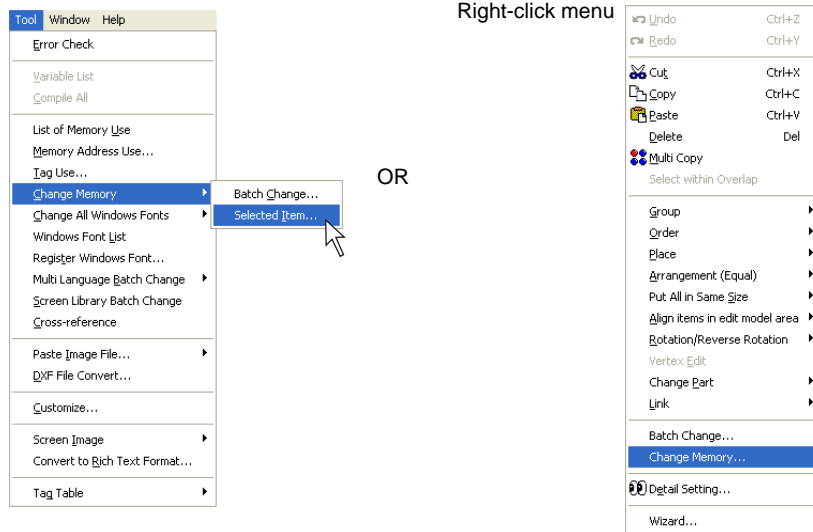 Tool Window Help
Error Check
Variable List
Compile All
List of Memory Use
Memory Address Use...
Tag Use...
Change Memory
Change All Windows Fonts
Windows Font List
Register Windows Font...
Multi Language Batch Change
Screen Library Batch Change
Cross-reference
Paste Image File...
DXF File Convert...
Customize...
Screen Image
Convert to Rich Text Format...
Tag Table
Batch Change...
Selected Item...
OR
Right-click menu
Undo Ctrl+Z
Redo Ctrl+Y
Cut Ctrl+X
Copy Ctrl+C
Paste Ctrl+V
Delete Del
Multi Copy
Select within Overlap
Group
Order
Place
Arrangement (Equal)
Put All in Same Size
Align items in edit model area
Rotation/Reverse Rotation
Vertex Edit
Change Part
Link
Batch Change...
Change Memory...
Detail Setting...
Wizard...